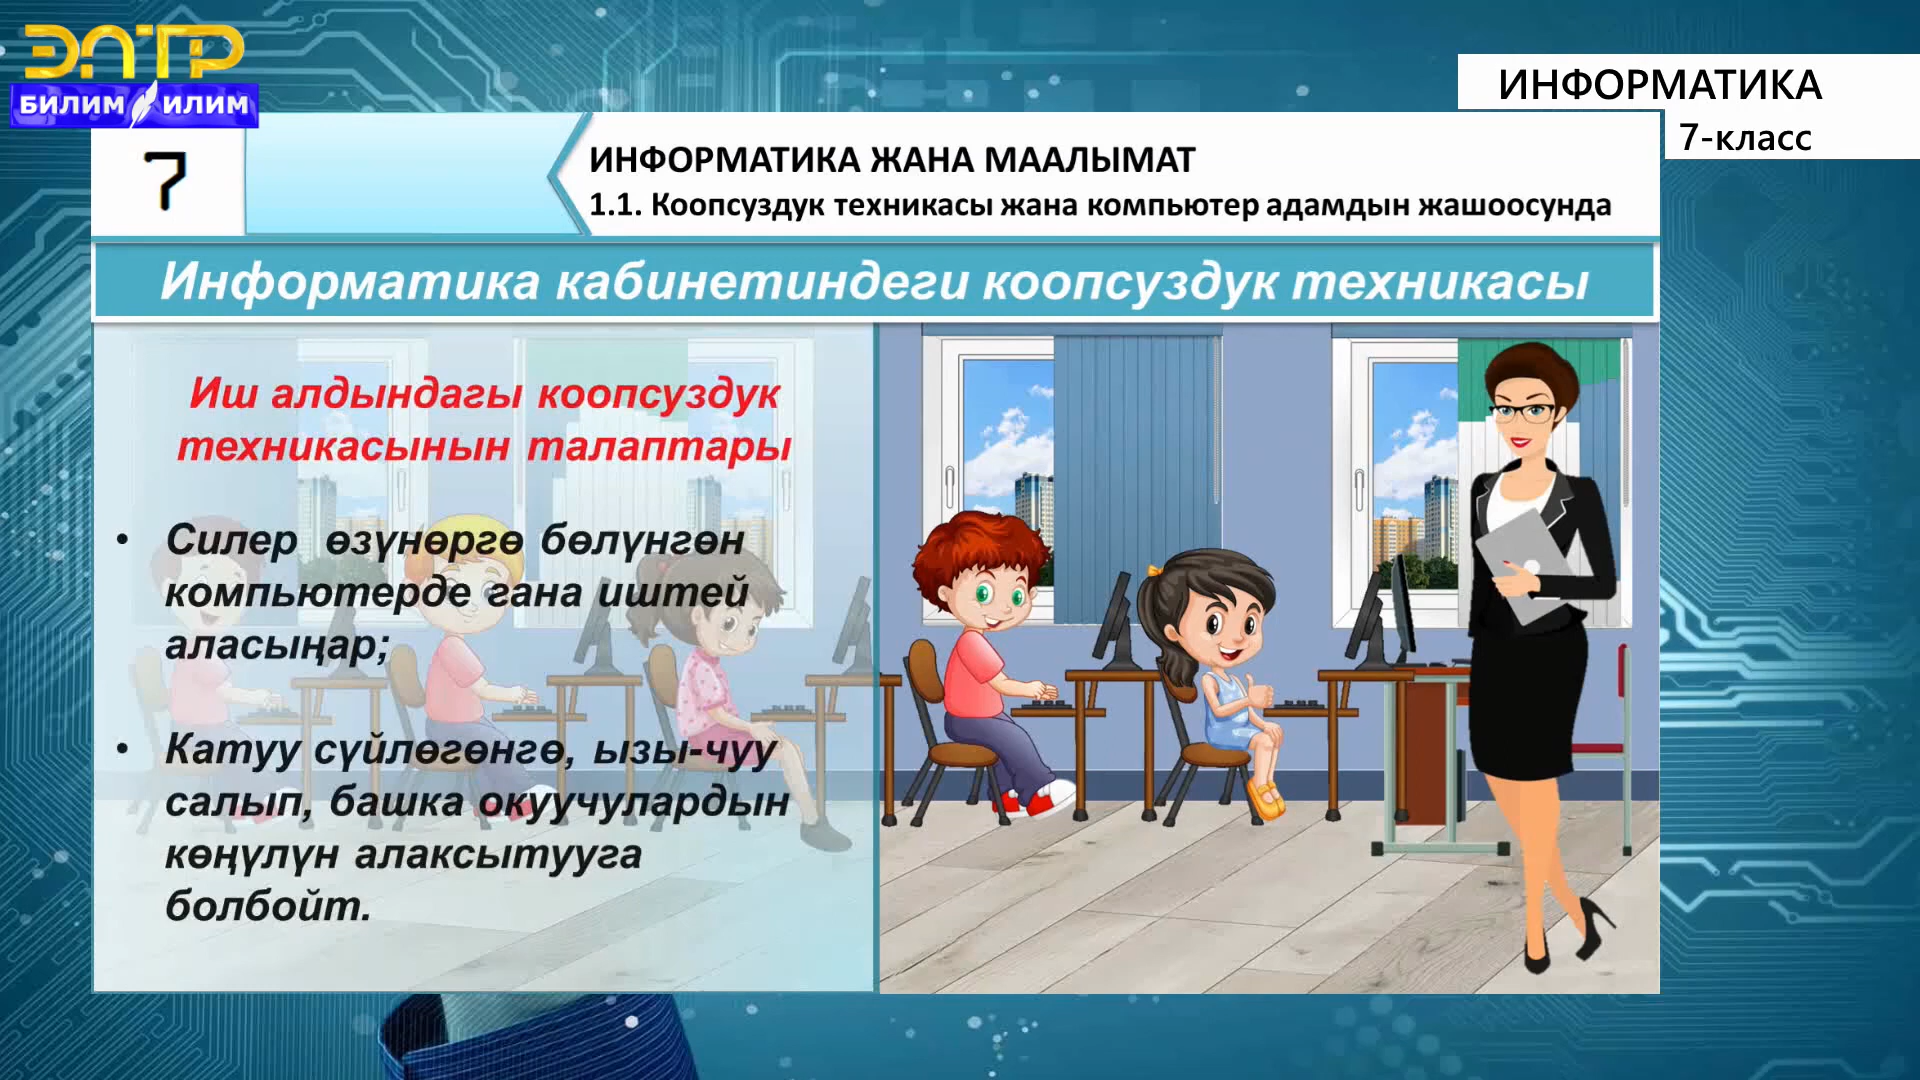 ЭЛТР
БИЛИМ ИЛИМ
ИНФОРМАТИКА
7-класс
7
ИНФОРМАТИКА ЖАНА МААЛЫМАТ
1.1. Коопсуздук техникасы жана компьютер адамдын жашоосунда
Информатика кабинетиндеги коопсуздук техникасы
Иш алдындагы коопсуздук
техникасынын талаптары
• Силер өзүнөргө бөлүнгөн
компьютерде гана иштей
аласыңар;
• Катуу сүйлөгөнгө, ызы-чуу
салып, башка окуучулардын
көңүлүн алаксытууга
болбойт.